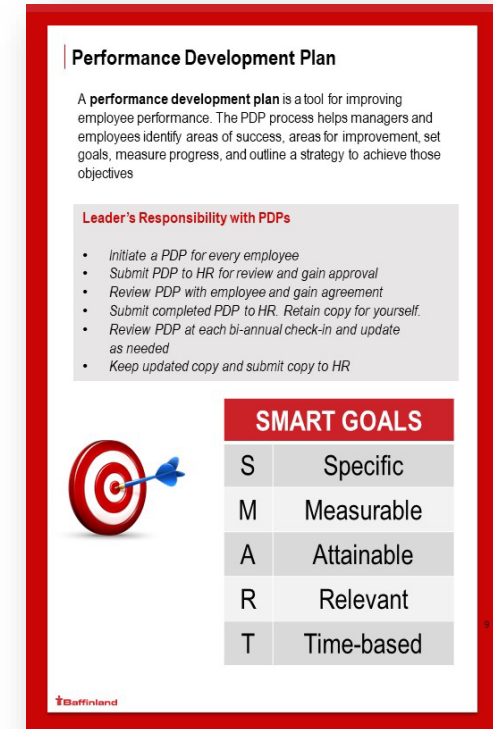 Performance Development Plan
A performance development plan is a tool for improving
employee performance. The PDP process helps managers and
employees identify areas of success, areas for improvement, set
goals, measure progress, and outline a strategy to achieve those
objectives
Leader's Responsibility with PDPs
• Initiate a PDP for every employee
• Submit PDP to HR for review and gain approval
• Review PDP with employee and gain agreement
• Submit completed PDP to HR. Retain copy for yourself.
• Review PDP at each bi-annual check-in and update
as needed
• Keep updated copy and submit copy to HR
SMART GOALS
S Specific
M Measurable
A Attainable
R Relevant
T Time-based
9
Baffinland